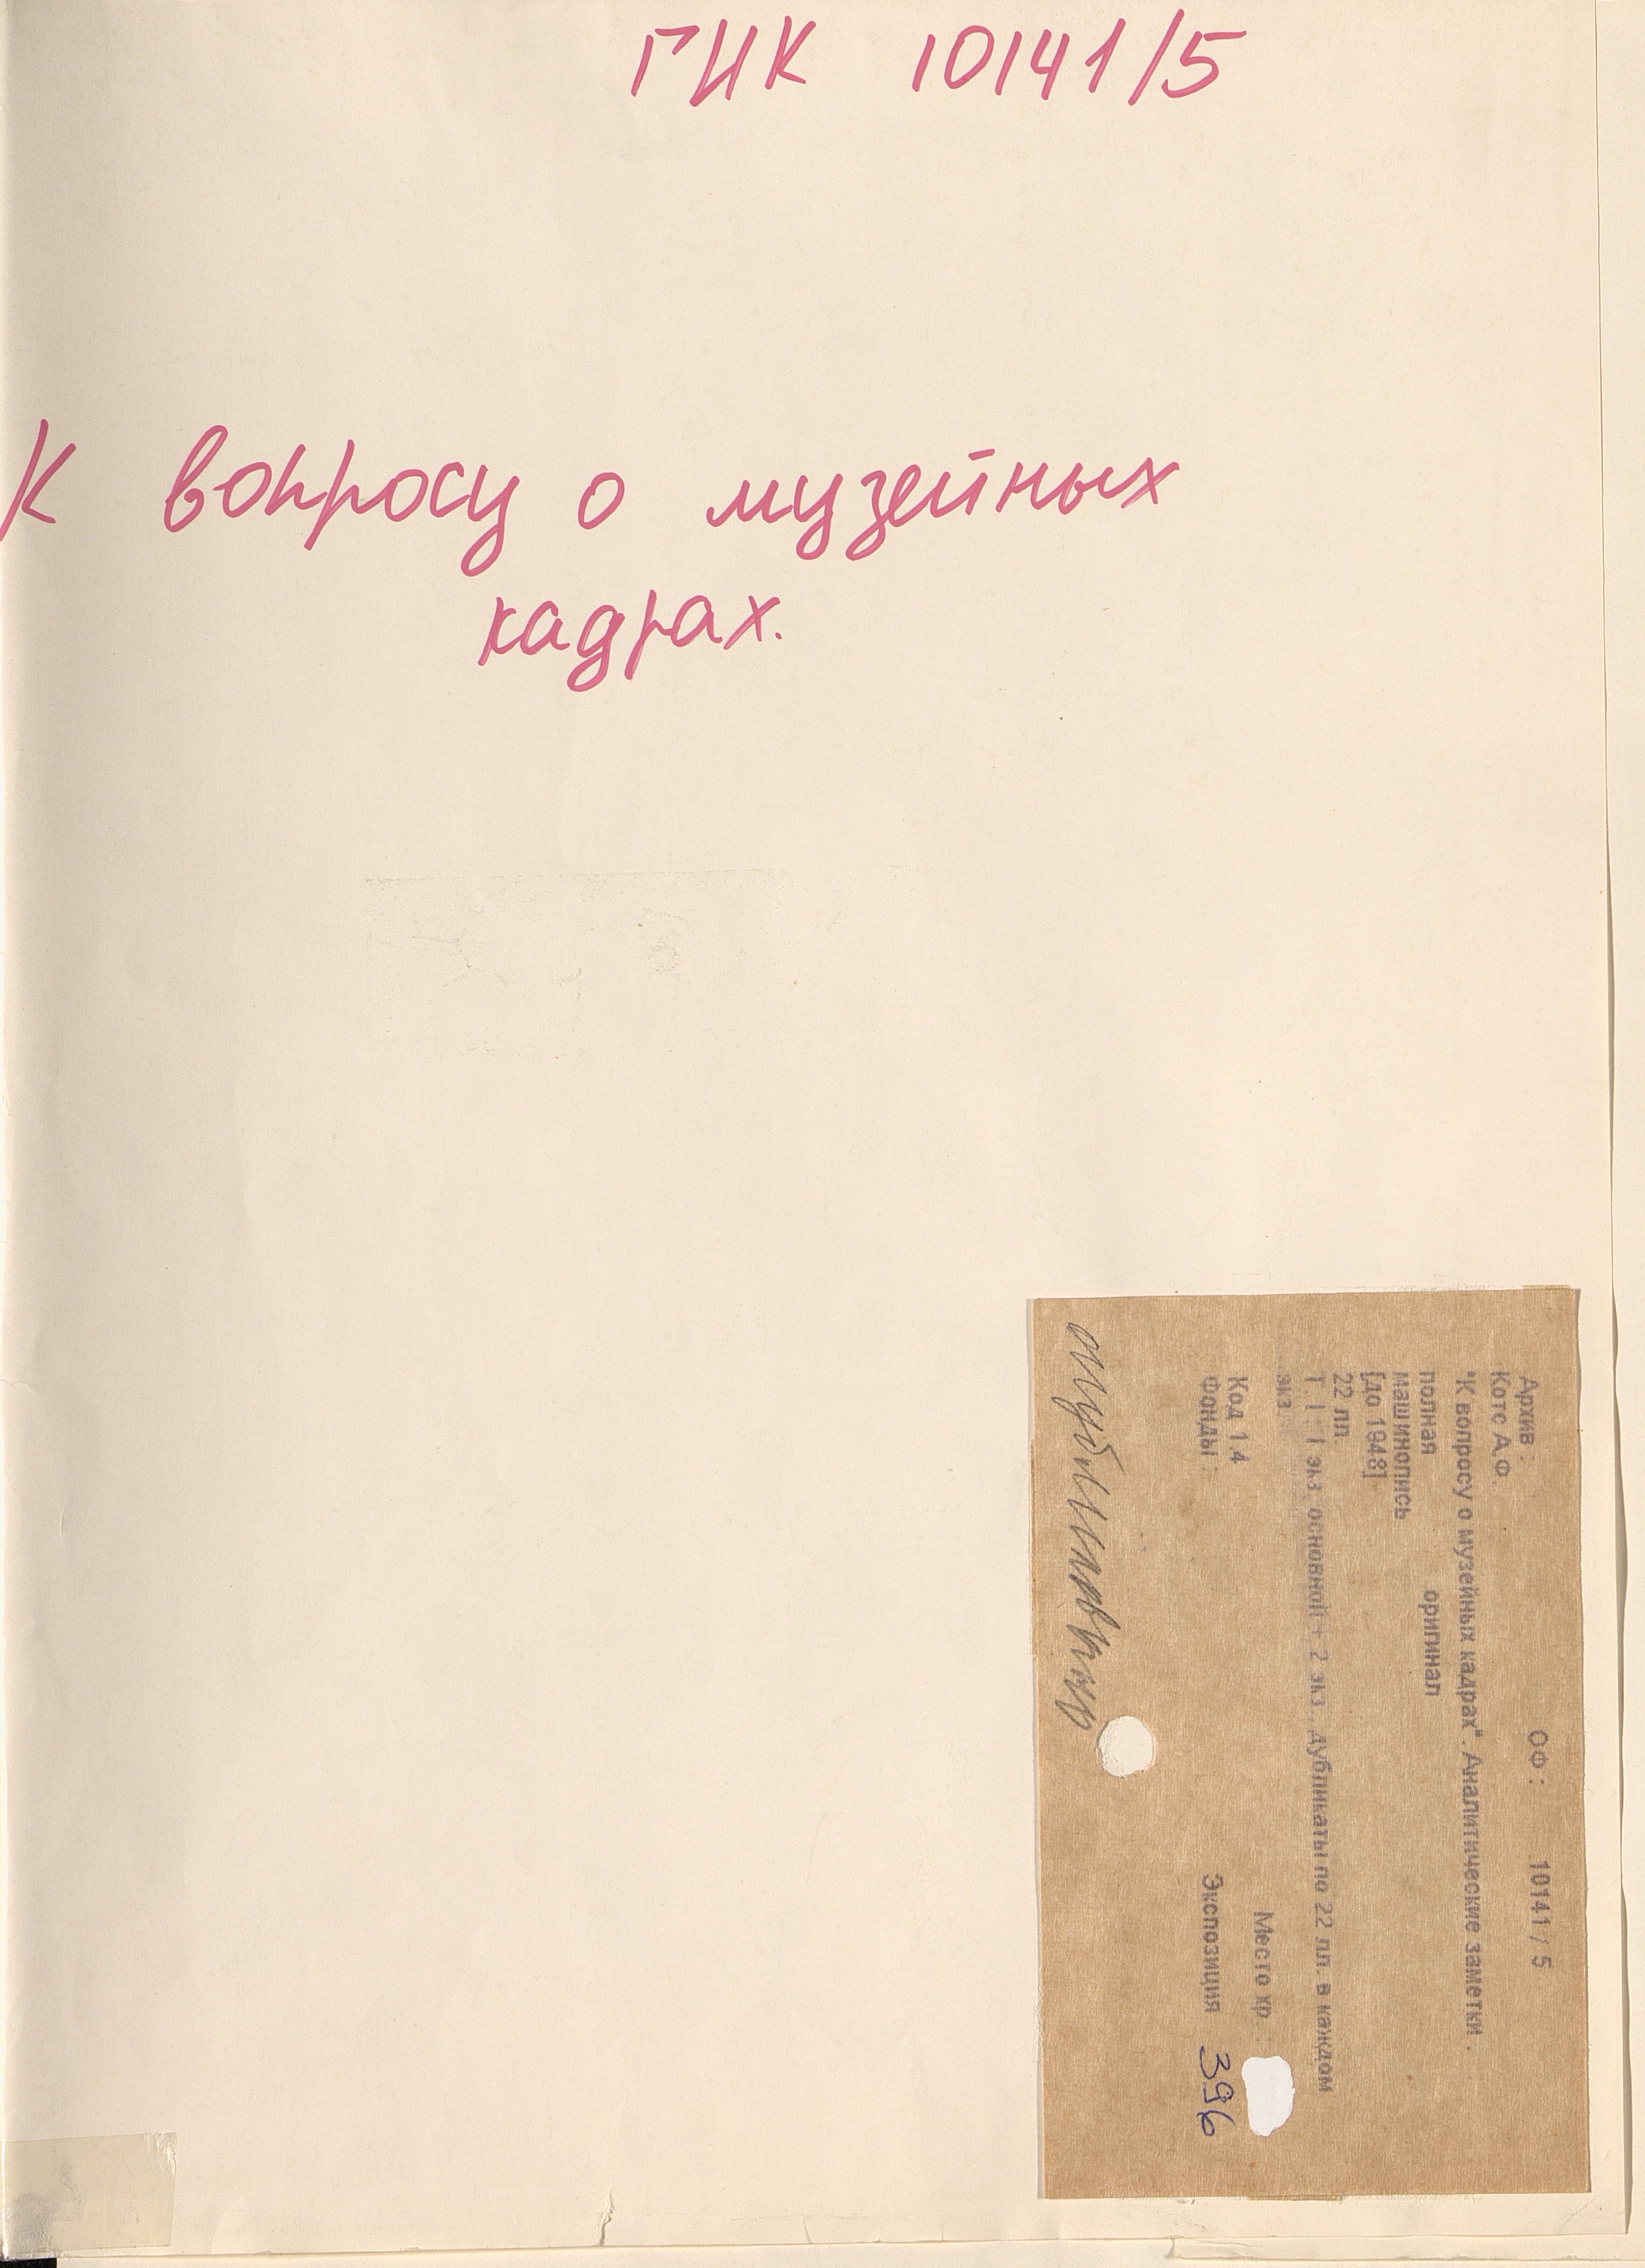 ГИК 10141/5
К вопросу о музейных
кадрах.
Архив: ОФ: 10141 / 5
Котс А.Ф.
"К вопросу о музейных кадрах". Аналитические заметки.
полная оригинал
машинопись
[до 1948]
22 лл.
Т. 1 - 1 экз. основной + 2 экз. дубликаты по 22 лл. в каждом
экз.
Место хр.:
Код 1.4
Фонды: Экспозиция 396
опубликовано